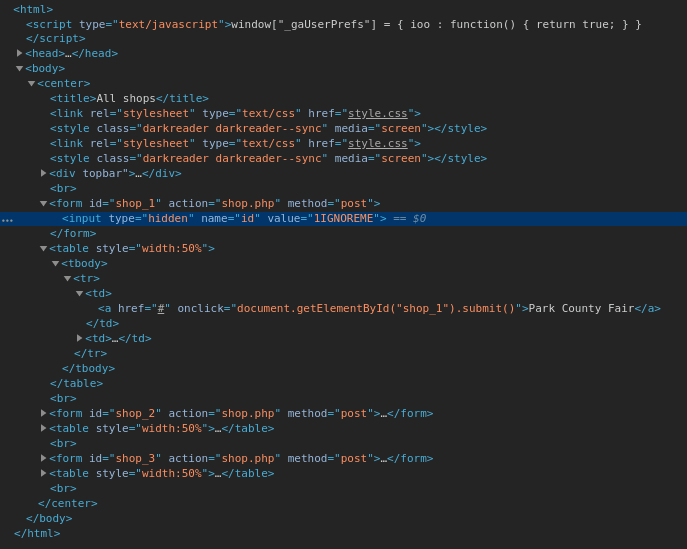 <html>
<script type="text/javascript">window["_gaUserPrefs"] = { ioo : function() { return true; } }
</script>
<head>…</head>
<body>
<center>
<title>All shops</title>
<link rel="stylesheet" type="text/css" href="style.css">
<style class="darkreader darkreader--sync" media="screen"></style>
<link rel="stylesheet" type="text/css" href="style.css">
<style class="darkreader darkreader--sync" media="screen"></style>
<div topbar">…</div>
<br>
<form id="shop_1" action="shop.php" method="post">
<input type="hidden" name="id" value="1IGNOREME"> == $0
</form>
<table style="width:50%">
<tbody>
<tr>
<td>
<a href="#" onclick="document.getElementById("shop_1").submit()">Park County Fair</a>
</td>
<td>…</td>
</tr>
</tbody>
</table>
<br>
<form id="shop_2" action="shop.php" method="post">…</form>
<table style="width:50%">…</table>
<br>
<form id="shop_3" action="shop.php" method="post">…</form>
<table style="width:50%">…</table>
<br>
</center>
</body>
</html>